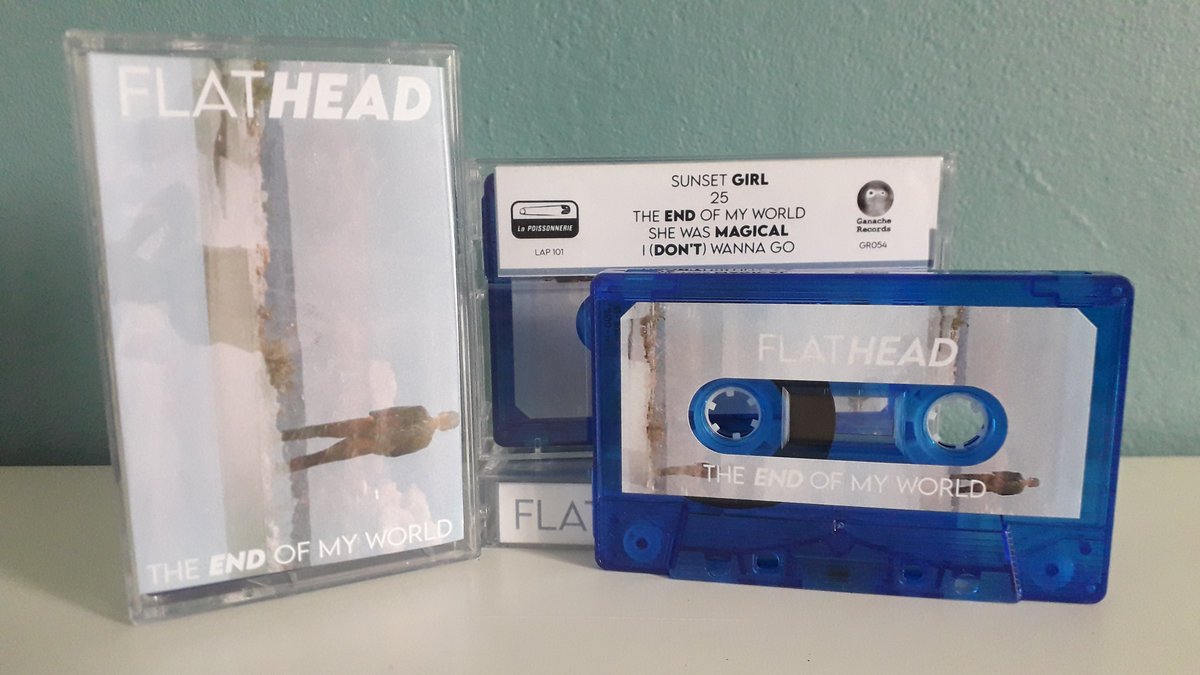 FLATHEAD
THE END OF MY WORLD
La POISSONNERIE
LAP 101
SUNSET GIRL
25
THE END OF MY WORLD
SHE WAS MAGICAL
I (DON'T) WANNA GO
Ganache
Records
GR054
FLAT
FLATHEAD
THE END OF MY WORLD